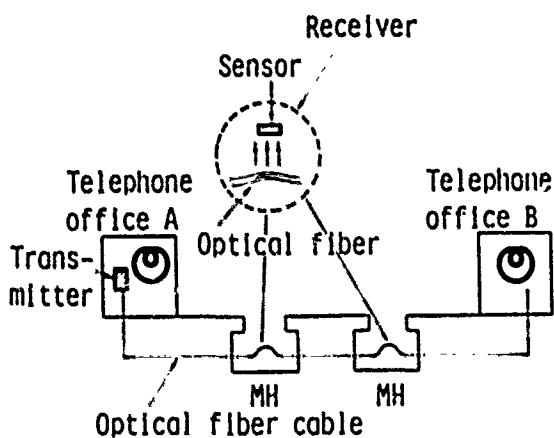 Receiver
Sensor
Telephone
office A
Telephone
office B
Optical fiber
Trans-
mitter
MH
MH
Optical fiber cable